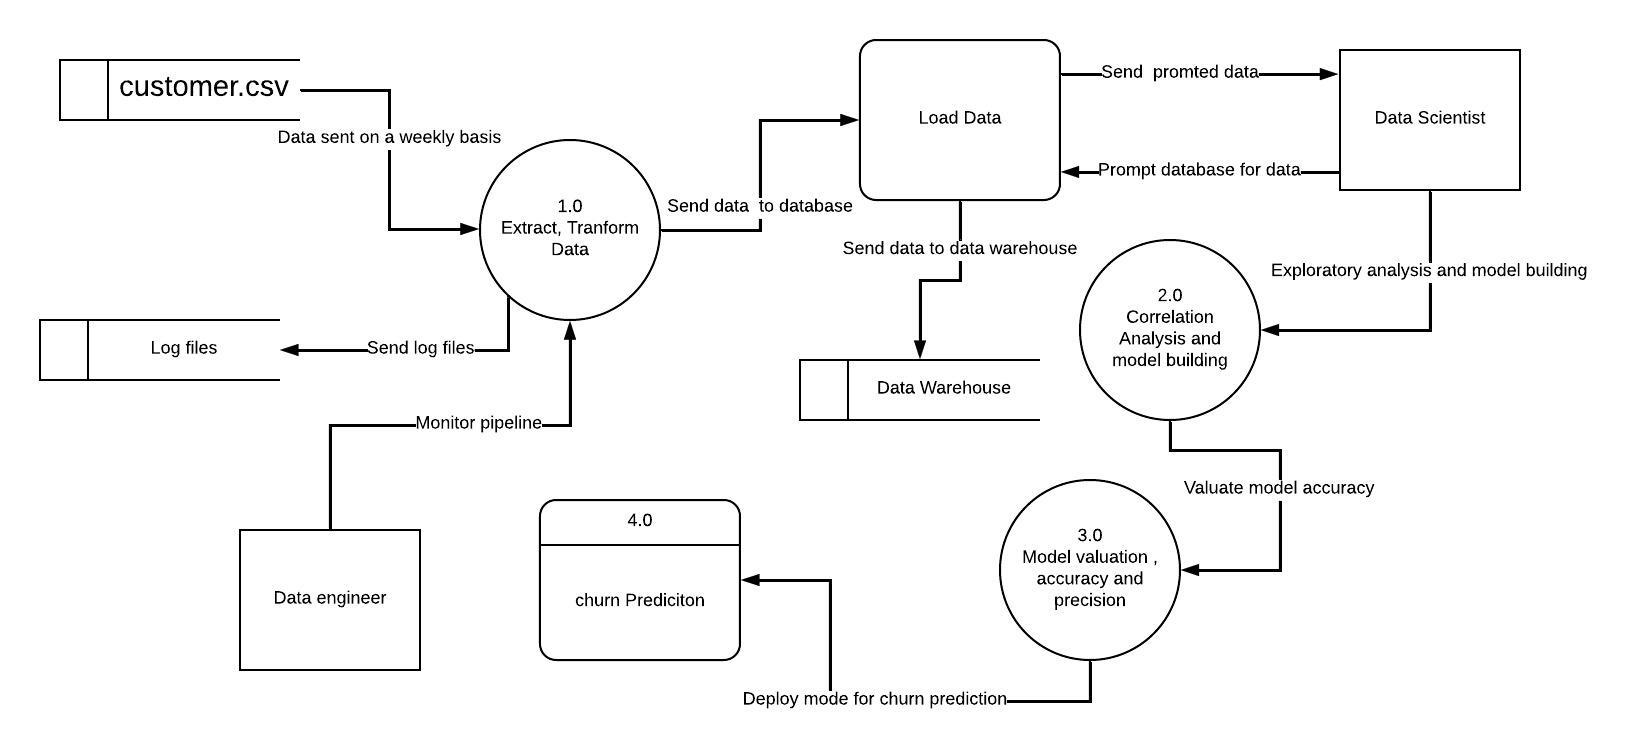 customer.csv
Data sent on a weekly basis
1.0
Extract, Tranform
Data
Send data to database
Load Data
Send promted data
Prompt database for data
Data Scientist
Send data to data warehouse
Exploratory analysis and model building
2.0
Correlation
Analysis and
model building
Log files
Send log files
Data Warehouse
Monitor pipeline
Valuate model accuracy
4.0
churn Prediciton
3.0
Model valuation ,
accuracy and
precision
Data engineer
Deploy mode for churn prediction